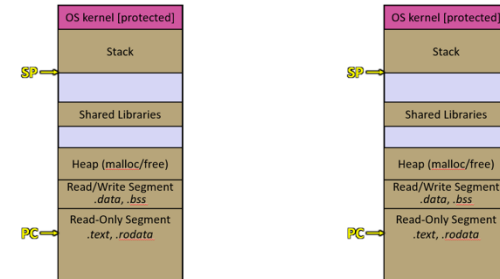 OS kernel [protected]
Stack
SP
Shared Libraries
Heap (malloc/free)
Read/Write Segment
.data, .bss
Read-Only Segment
.text, .rodata
PC
OS kernel [protected]
Stack
SP
Shared Libraries
Heap (malloc/free)
Read/Write Segment
.data, .bss
Read-Only Segment
.text, .rodata
PC